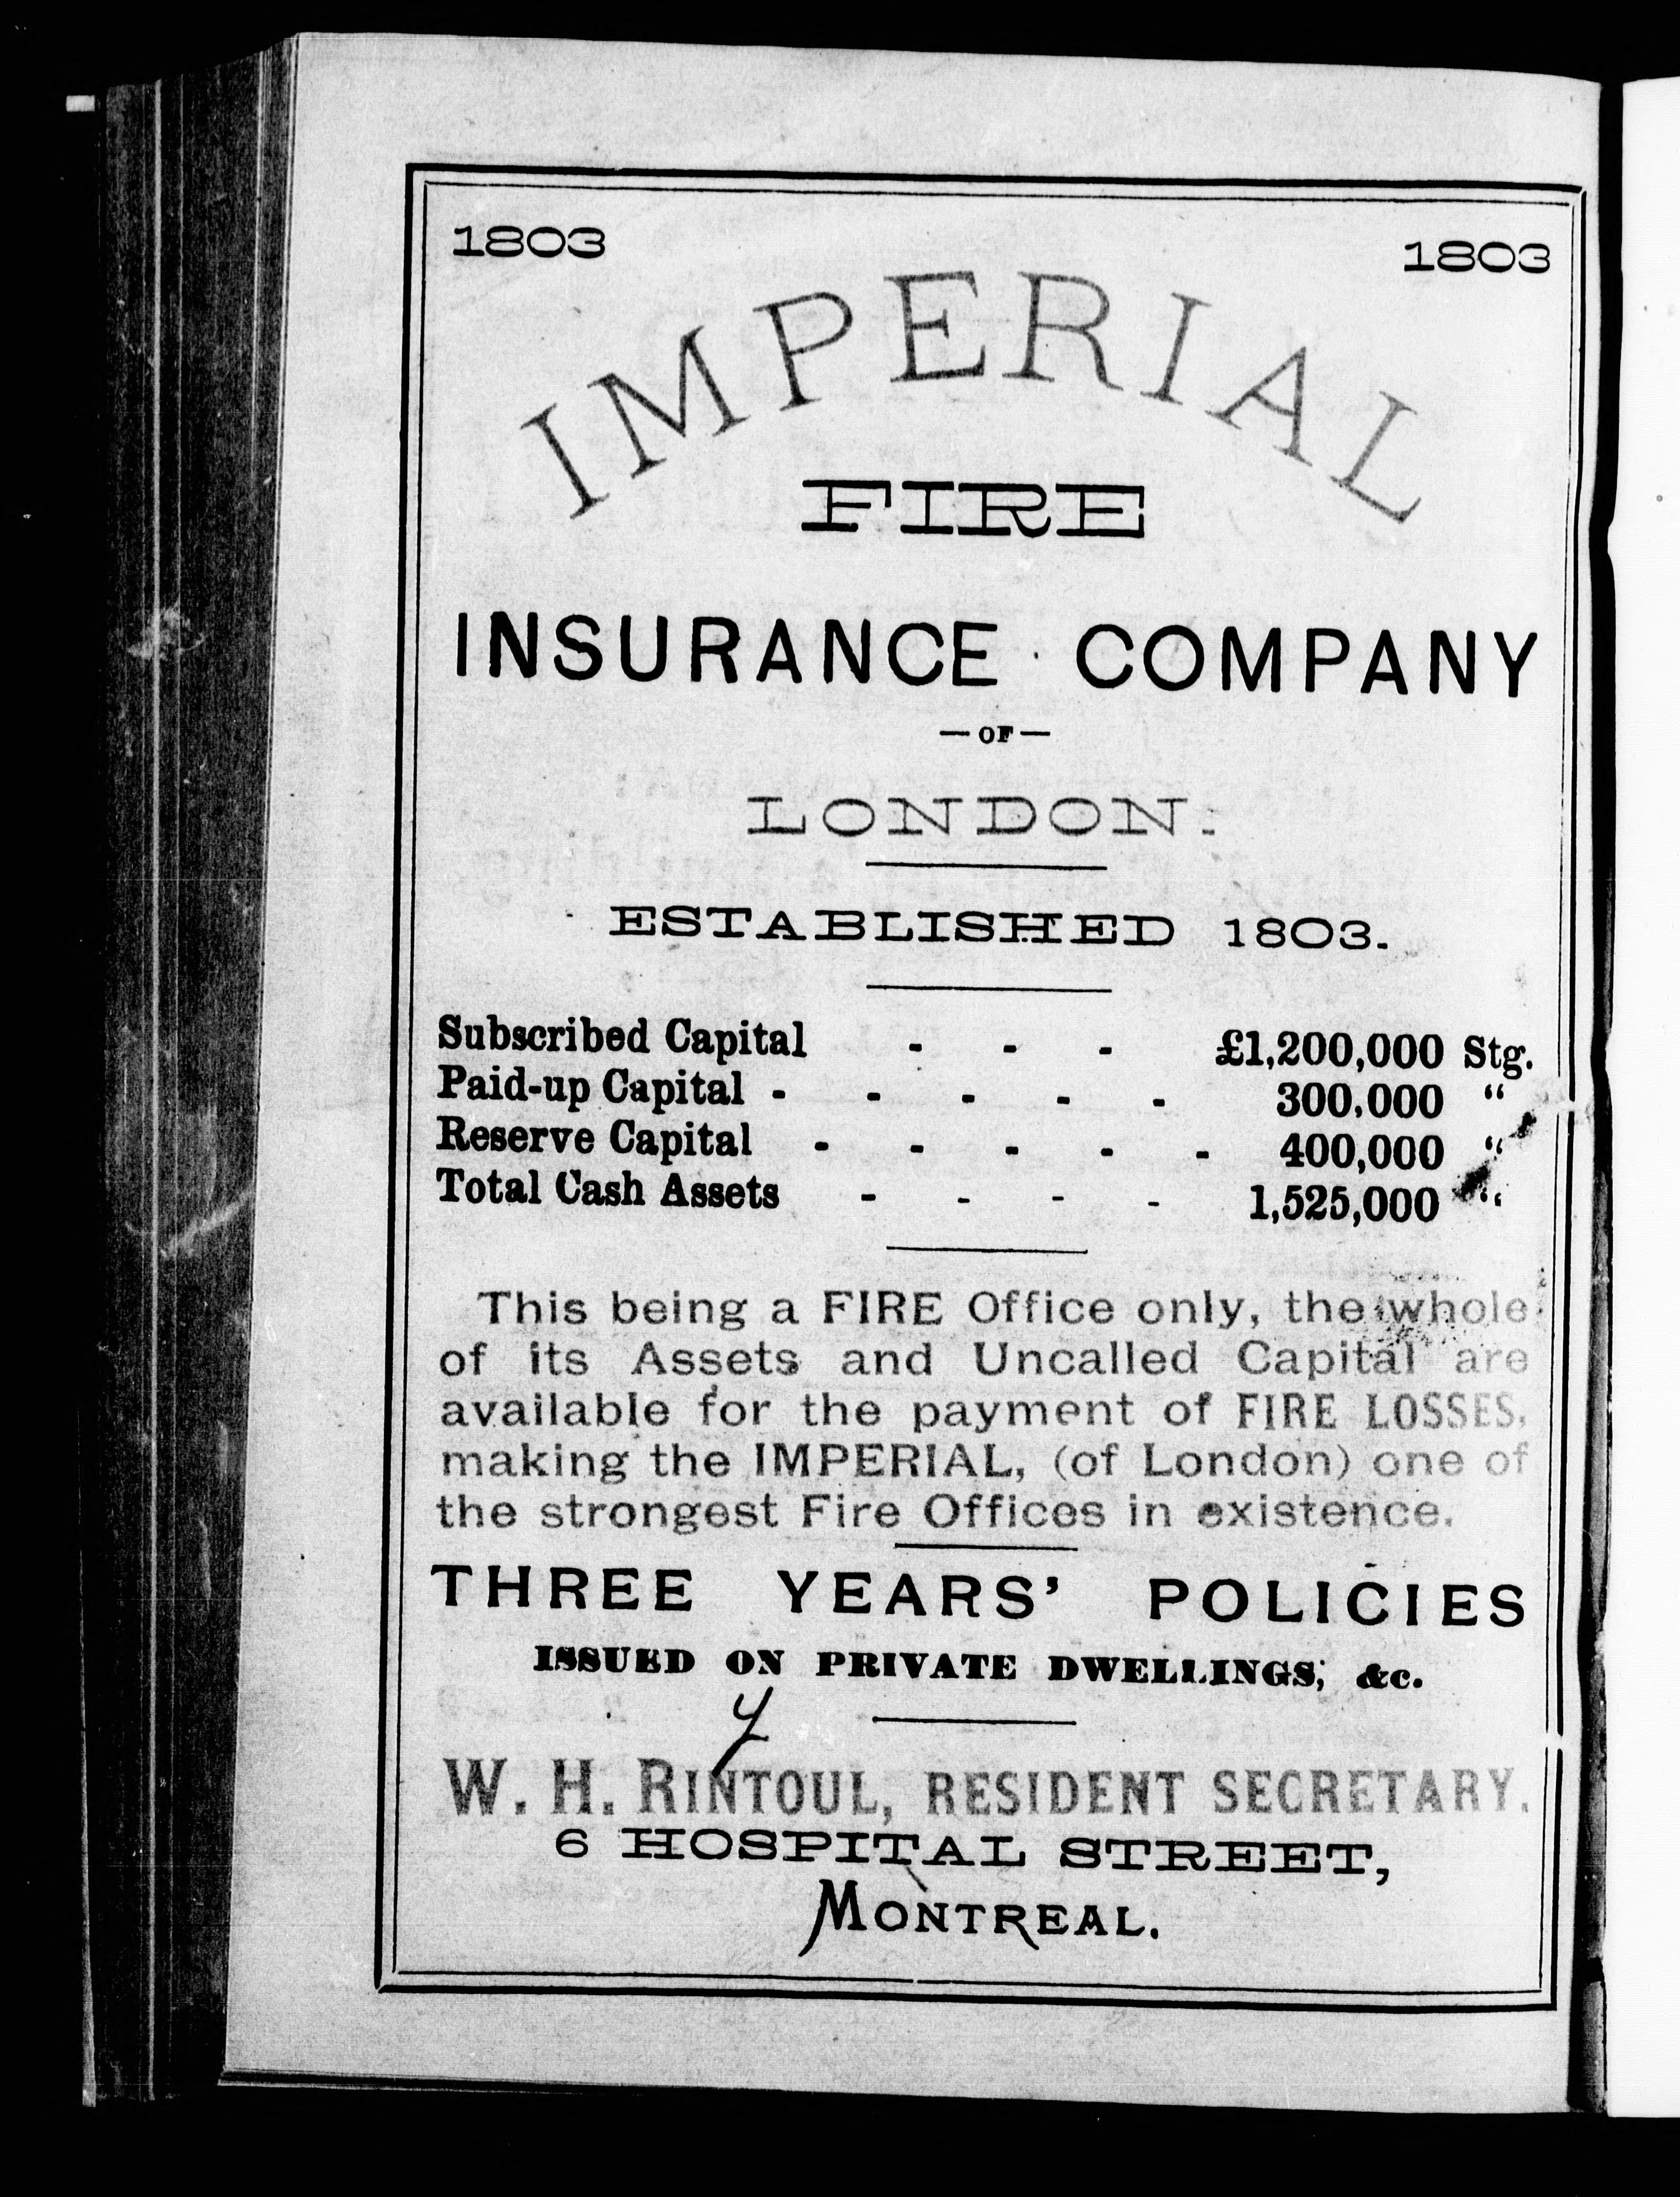 1803 1803
IMPERIAL
FIRE
INSURANCE COMPANY
—OF—
LONDON.
ESTABLISHED 1803.
Subscribed Capital - - - £1,200,000 Stg.
Paid-up Capital - - - - - 300,000 "
Reserve Capital - - - - - 400,000 "
Total Cash Assets - - - - 1,525,000 "
This being a FIRE Office only, the whole
of its Assets and Uncalled Capital are
available for the payment of FIRE LOSSES,
making the IMPERIAL, (of London) one of
the strongest Fire Offices in existence.
THREE YEARS' POLICIES
ISSUED ON PRIVATE DWELLINGS, &c.
W. H. RINTOUL, RESIDENT SECRETARY.
6 HOSPITAL STREET,
MONTREAL.